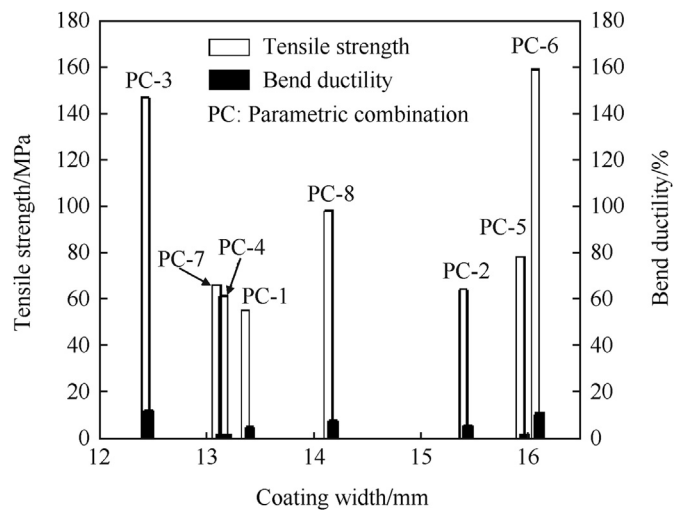 180
160
140
120
100
80
60
40
20
0
Tensile strength/MPa
Tensile strength
Bend ductility
PC: Parametric combination
PC-3
PC-7
PC-4
PC-1
PC-8
PC-2
PC-5
PC-6
180
160
140
120
100
80
60
40
20
0
Bend ductility/%
12 13 14 15 16
Coating width/mm